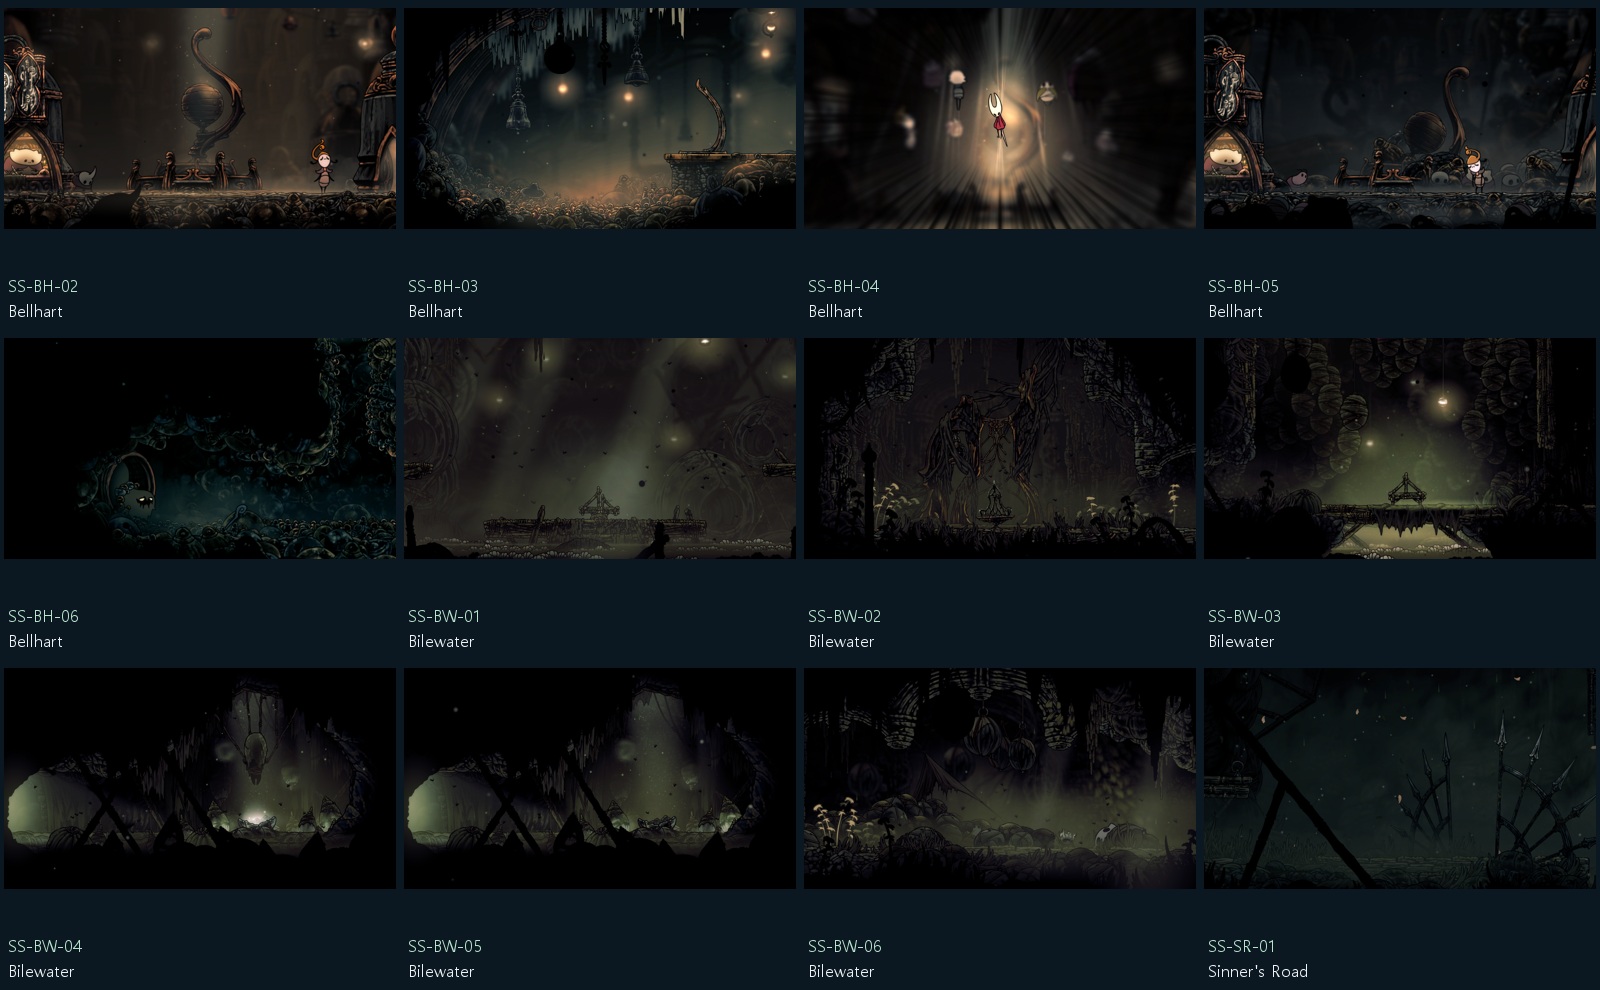 SS-BH-02
Bellhart
SS-BH-03
Bellhart
SS-BH-04
Bellhart
SS-BH-05
Bellhart
SS-BH-06
Bellhart
SS-BW-01
Bilewater
SS-BW-02
Bilewater
SS-BW-03
Bilewater
SS-BW-04
Bilewater
SS-BW-05
Bilewater
SS-BW-06
Bilewater
SS-SR-01
Sinner's Road